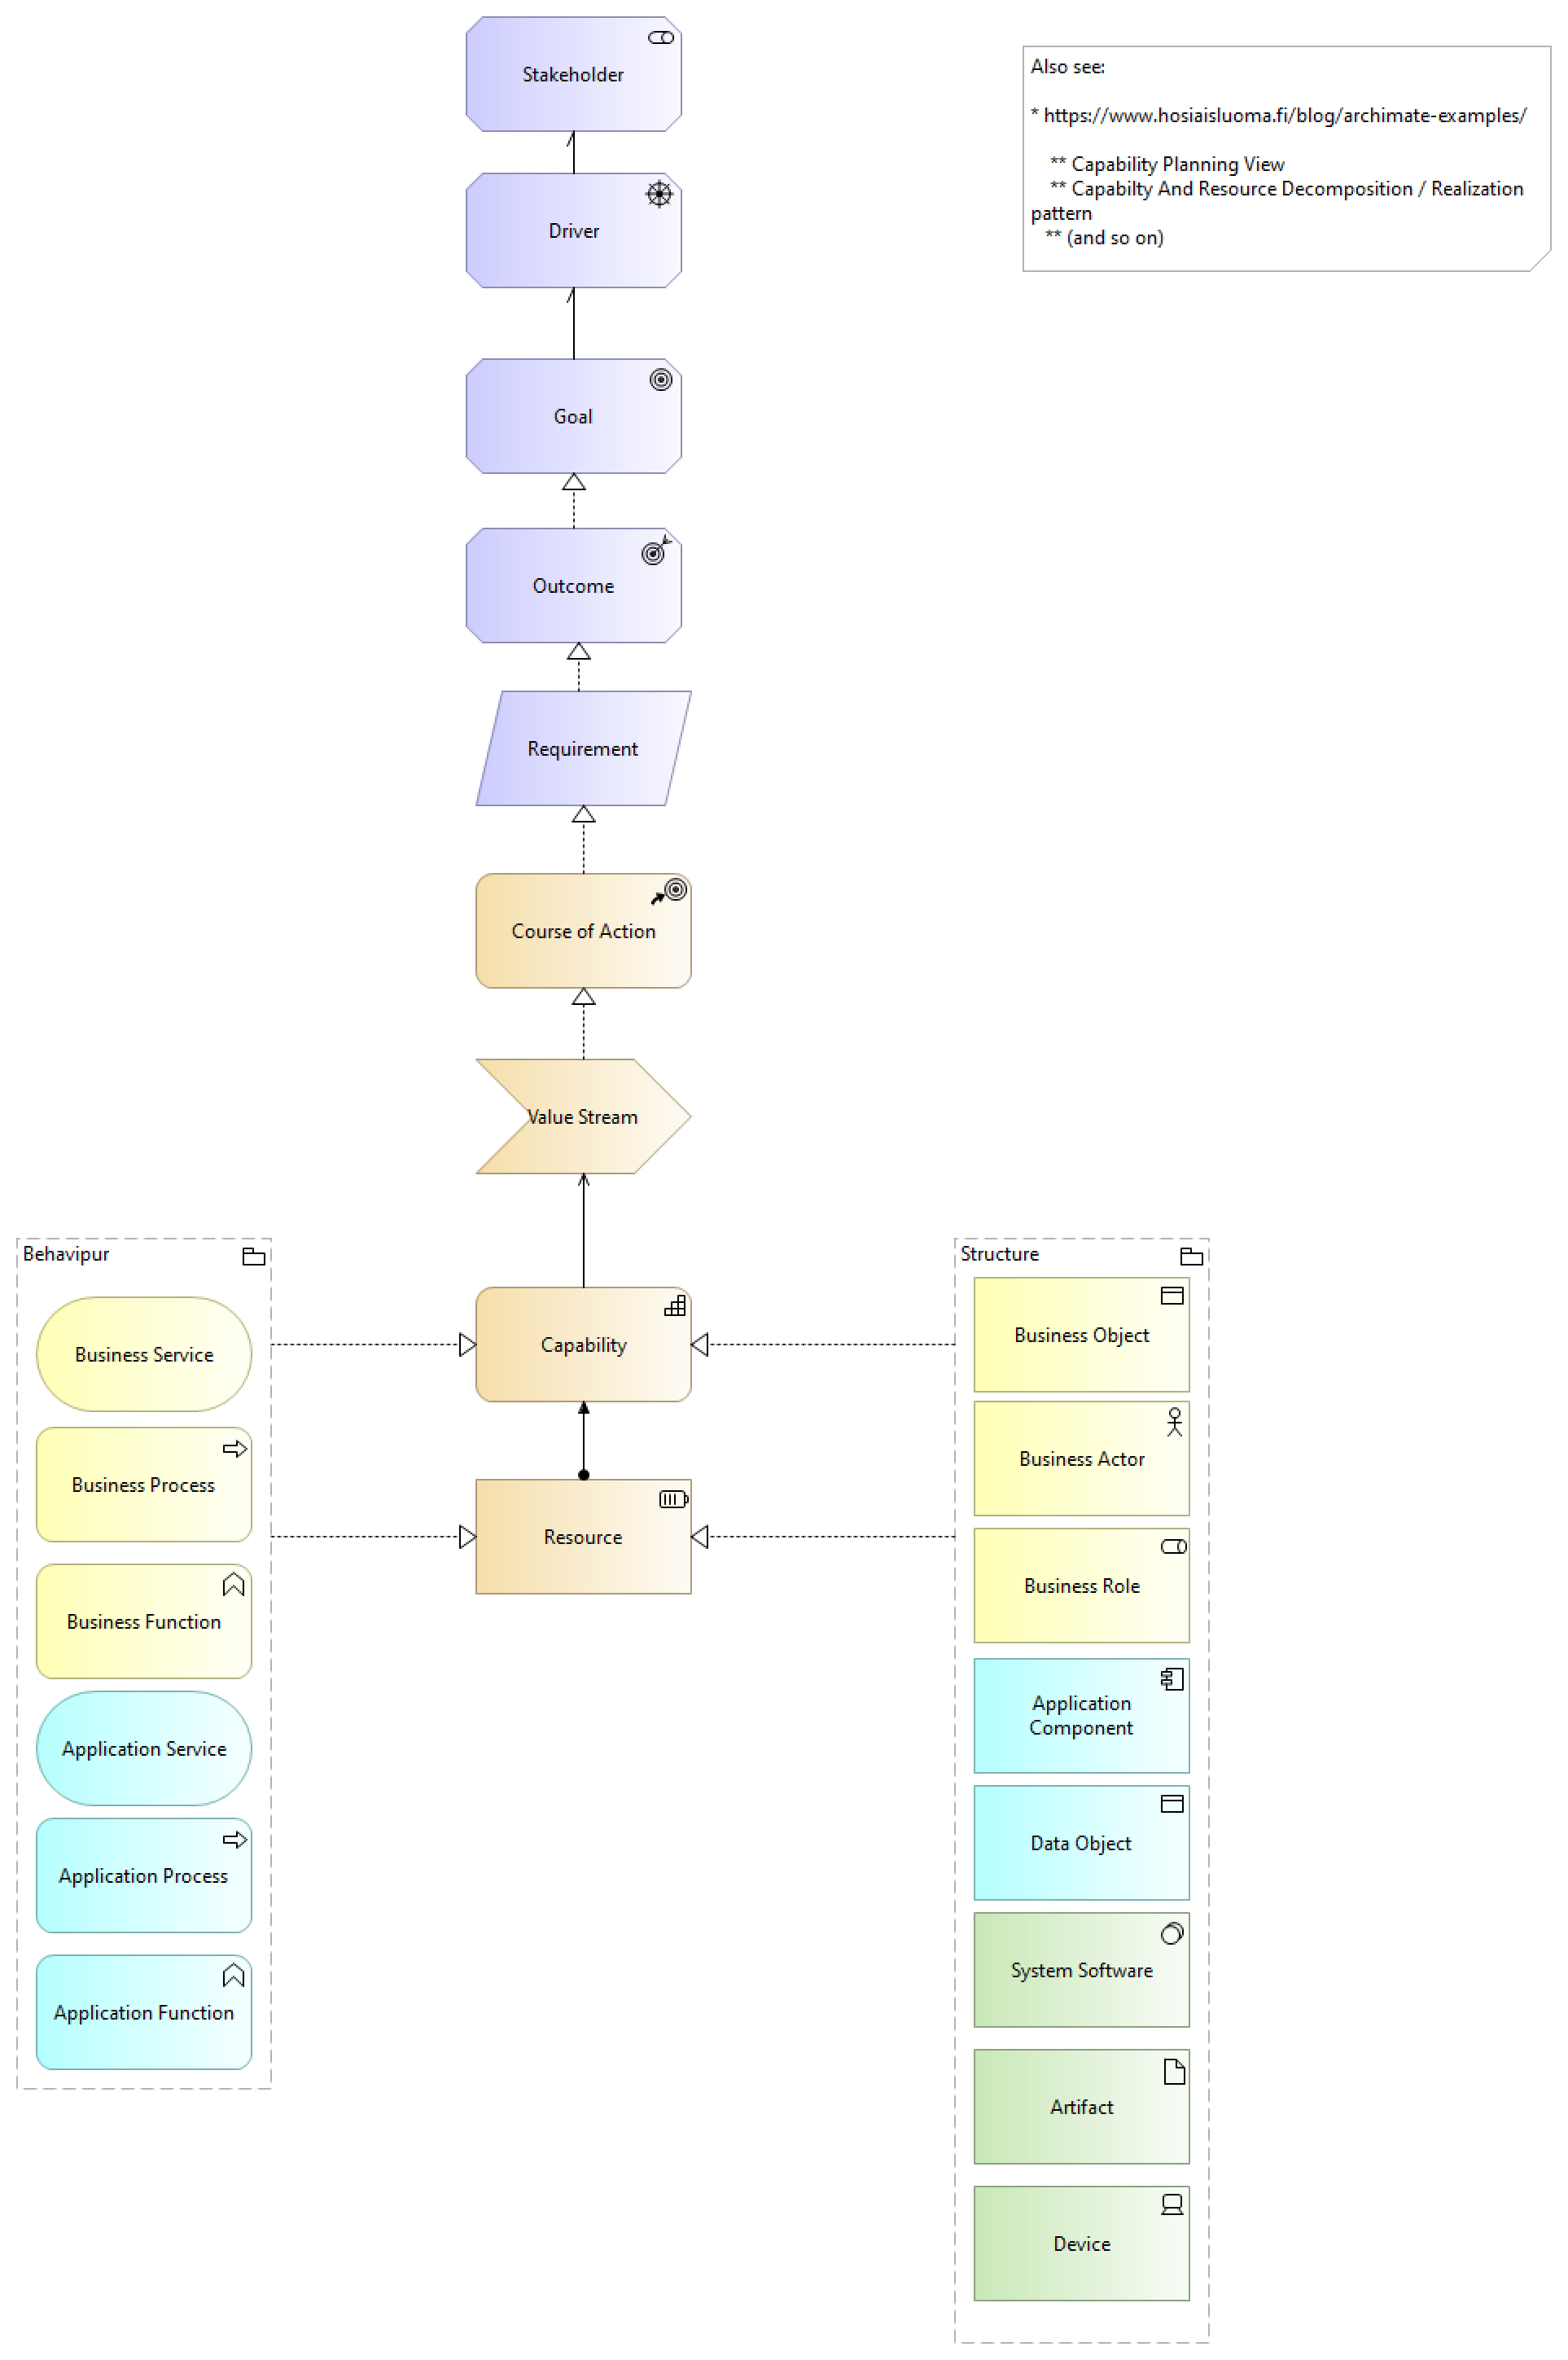 Stakeholder
Also see:
* https://www.hosiaisluoma.fi/blog/archimate-examples/
** Capability Planning View
** Capabilty And Resource Decomposition / Realization
pattern
** (and so on)
Driver
Goal
Outcome
Requirement
Course of Action
Value Stream
Capability
Resource
Behavipur
Business Service
Business Process
Business Function
Application Service
Application Process
Application Function
Structure
Business Object
Business Actor
Business Role
Application
Component
Data Object
System Software
Artifact
Device